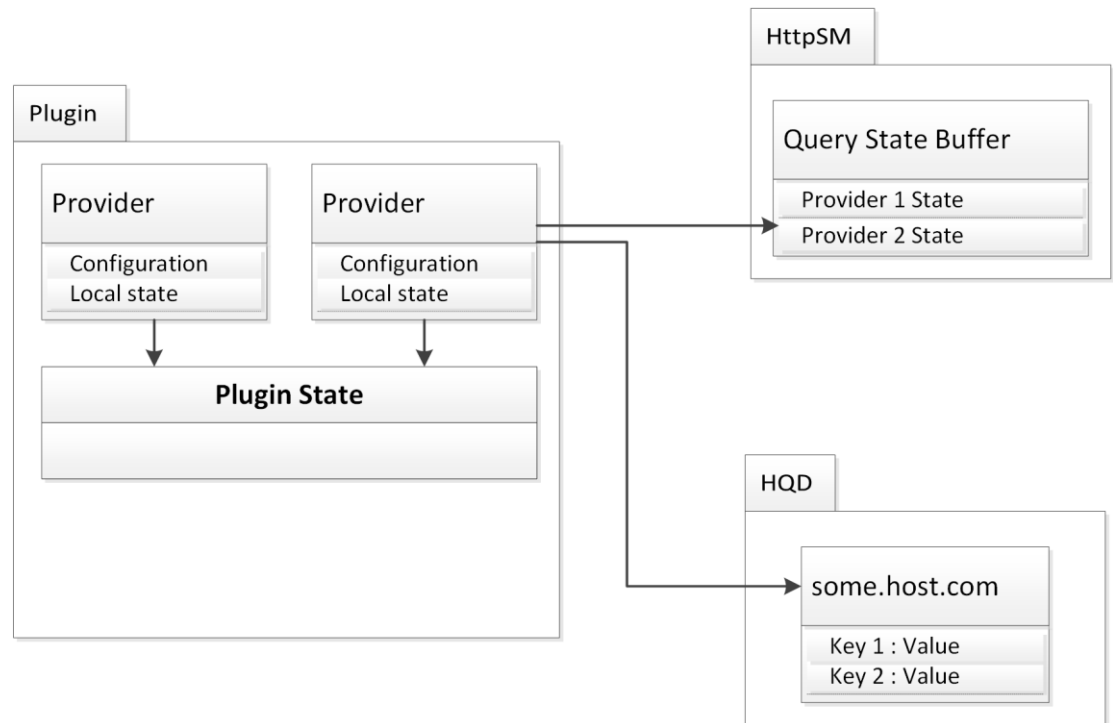 HttpSM
Query State Buffer
Provider 1 State
Provider 2 State
Plugin
Provider
Configuration
Local state
Provider
Configuration
Local state
Plugin State
HQD
some.host.com
Key 1 : Value
Key 2 : Value